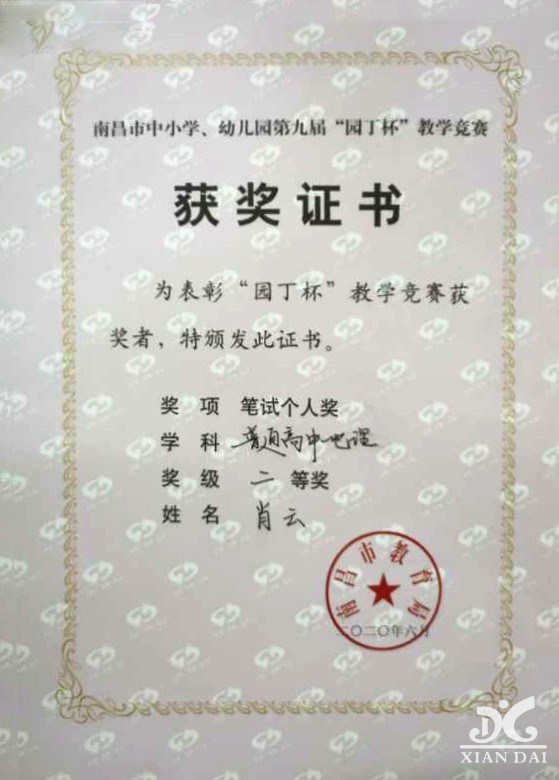 南昌市中小学、幼儿园第九届“园丁杯”教学竞赛
获奖证书
为表彰“园丁杯”教学竞赛获
奖者，特颁发此证书。
奖 项 笔试个人奖
学 科 普通高中地理
奖 级 二 等奖
姓 名 肖云
南昌市教育局
二〇二〇年六月
XIAN DAI